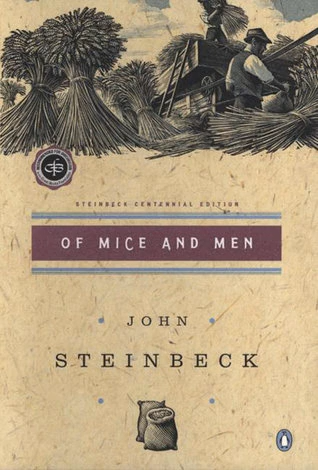 STEINBECK CENTENNIAL EDITION
OF MICE AND MEN
JOHN
STEINBECK